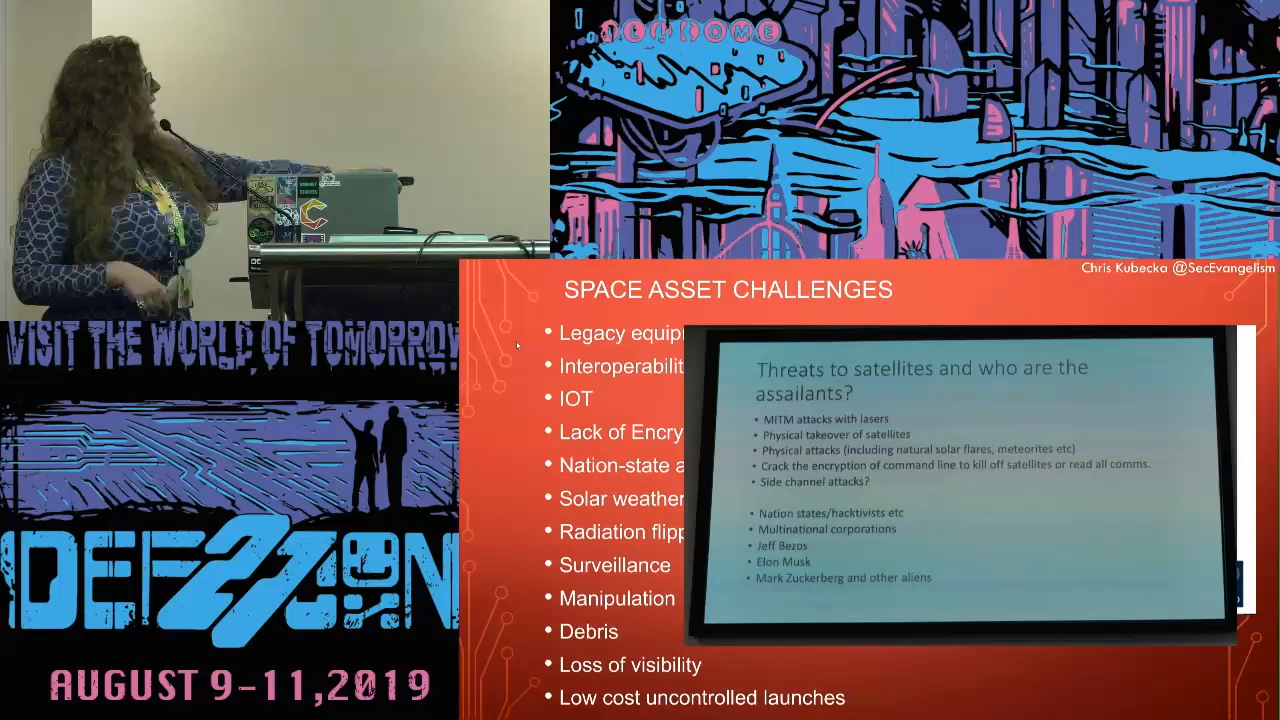 WELCOME
Chris Kubecka @SecEvangelism
SPACE ASSET CHALLENGES
• Legacy
• IOT
• Lack of
• Nation-state
• Solar weather
• Radiation
• Surveillance
• Manipulation
• Debris
• Loss of visibility
• Low cost uncontrolled launches
Threats to satellites and who are the
assailants?
• MITM attacks with lasers
• Physical takeover of satellites
• Physical attacks (including natural solar flares, meteorites etc)
• Crack the encryption of command line to kill off satellites or read all comms.
• Side channel attacks?
• Nation states/hacktivists etc
• Multinational corporations
• Jeff Bezos
• Elon Musk
• Mark Zuckerberg and other aliens
VISIT THE WORLD OF TOMORROW
DEF 27 CON
AUGUST 9-11, 2019